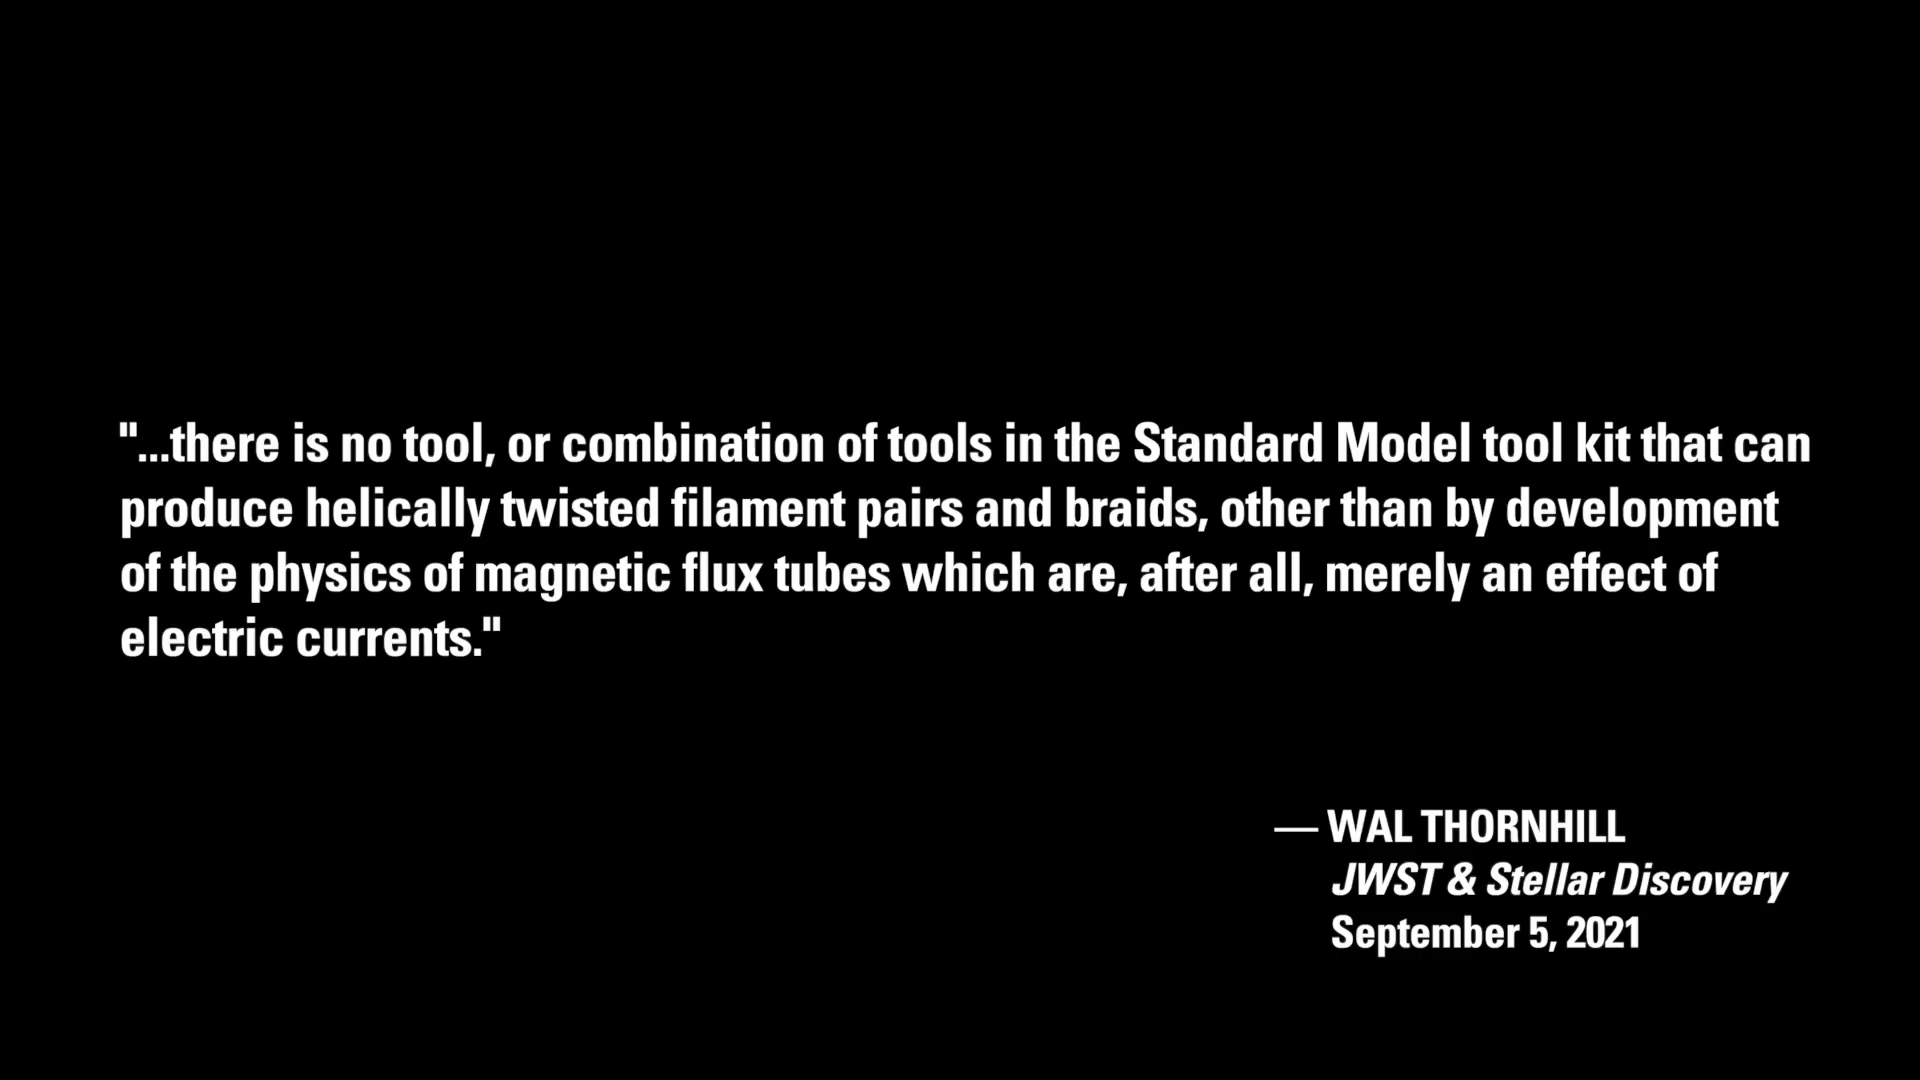 "...there is no tool, or combination of tools in the Standard Model tool kit that can
produce helically twisted filament pairs and braids, other than by development
of the physics of magnetic flux tubes which are, after all, merely an effect of
electric currents."
— WAL THORNHILL
JWST & Stellar Discovery
September 5, 2021